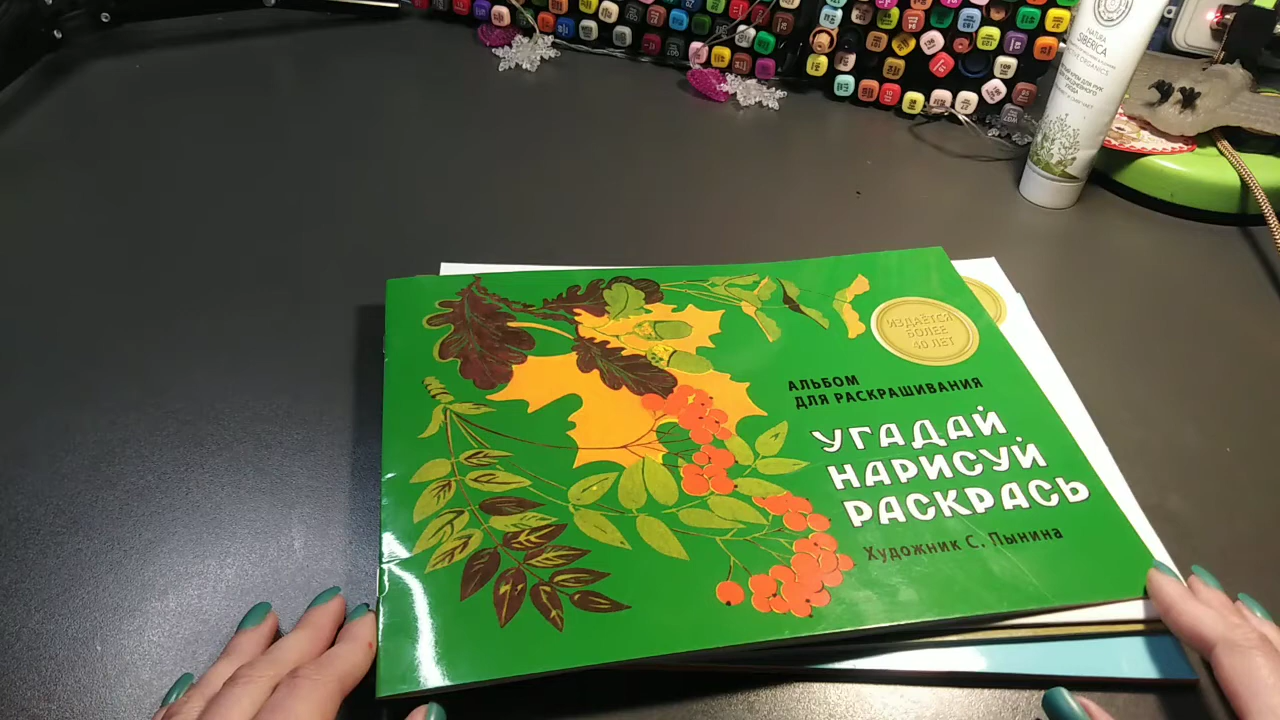 NATURA
SIBERICA
ИЗДАЁТСЯ
БОЛЕЕ
40 ЛЕТ
АЛЬБОМ
ДЛЯ РАСКРАШИВАНИЯ
УГАДАЙ
НАРИСУЙ
РАСКРАСЬ
Художник С. Пынина